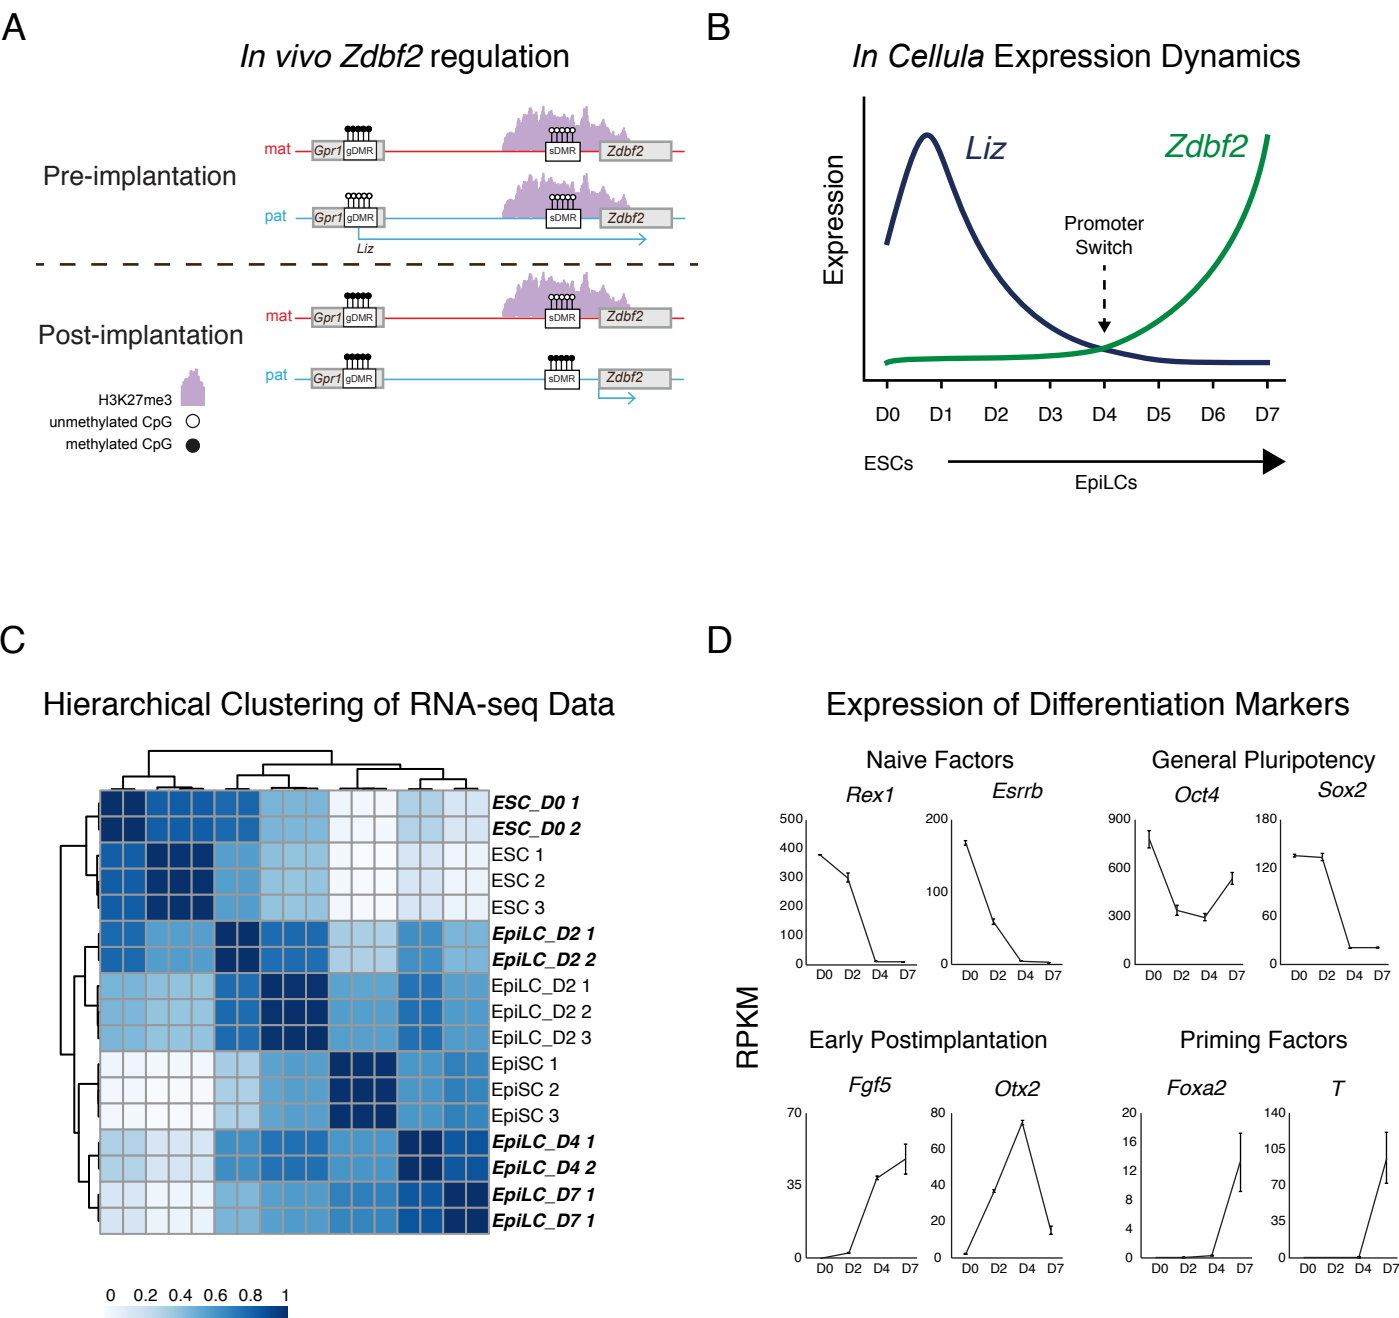 A
In vivo Zdbf2 regulation
Pre-implantation
mat
Gpr1
gDMR
sDMR
Zdbf2
pat
Gpr1
gDMR
sDMR
Zdbf2
Liz
Post-implantation
mat
Gpr1
gDMR
sDMR
Zdbf2
pat
Gpr1
gDMR
sDMR
Zdbf2
H3K27me3
unmethylated CpG
methylated CpG
B
In Cellula Expression Dynamics
Expression
Liz
Zdbf2
Promoter
Switch
D0 D1 D2 D3 D4 D5 D6 D7
ESCs
EpiLCs
C
Hierarchical Clustering of RNA-seq Data
ESC_D0 1
ESC_D0 2
ESC 1
ESC 2
ESC 3
EpiLC_D2 1
EpiLC_D2 2
EpiLC_D2 1
EpiLC_D2 2
EpiLC_D2 3
EpiSC 1
EpiSC 2
EpiSC 3
EpiLC_D4 1
EpiLC_D4 2
EpiLC_D7 1
EpiLC_D7 1
0 0.2 0.4 0.6 0.8 1
D
Expression of Differentiation Markers
RPKM
Naive Factors
Rex1
500
400
300
200
100
0
D0 D2 D4 D7
Esrrb
200
100
0
D0 D2 D4 D7
General Pluripotency
Oct4
900
600
300
0
D0 D2 D4 D7
Sox2
180
120
60
0
D0 D2 D4 D7
Early Postimplantation
Fgf5
70
35
0
D0 D2 D4 D7
Otx2
80
60
40
20
0
D0 D2 D4 D7
Priming Factors
Foxa2
20
16
12
8
4
0
D0 D2 D4 D7
T
140
105
70
35
0
D0 D2 D4 D7